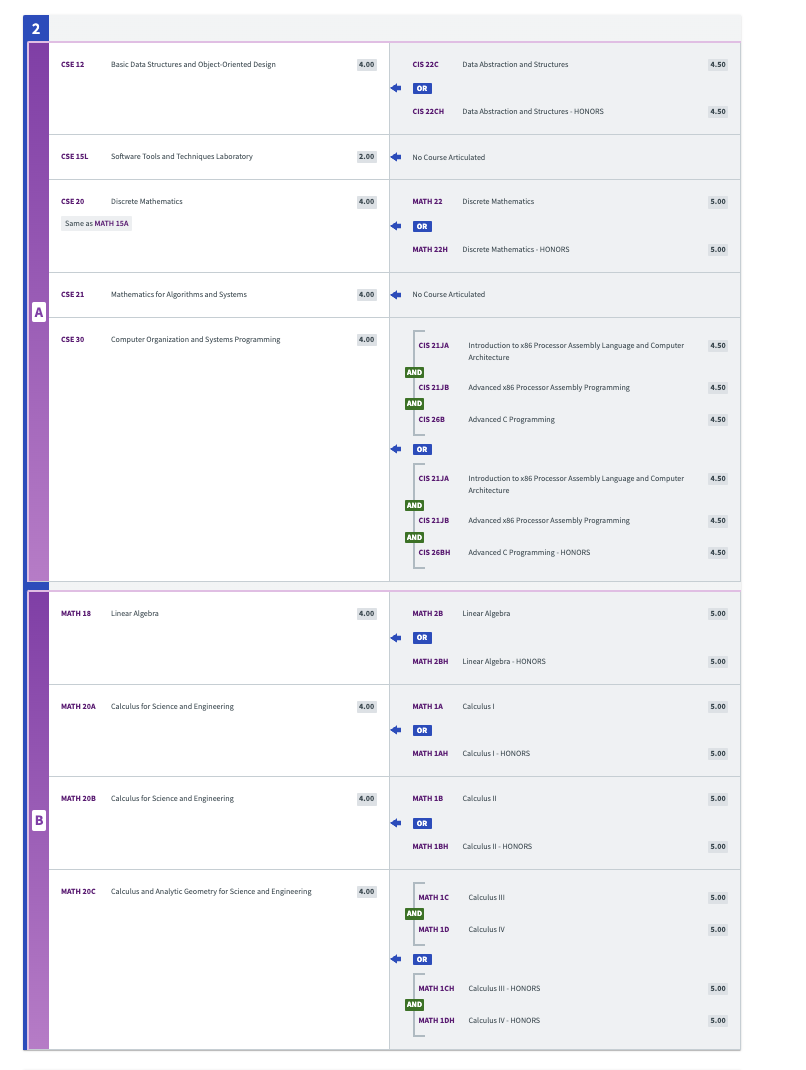 2
CSE 12 Basic Data Structures and Object-Oriented Design 4.00
CIS 22C Data Abstraction and Structures 4.50
OR
CIS 22CH Data Abstraction and Structures - HONORS 4.50
CSE 15L Software Tools and Techniques Laboratory 2.00
No Course Articulated
CSE 20 Discrete Mathematics 4.00
Same as MATH 15A
MATH 22 Discrete Mathematics 5.00
OR
MATH 22H Discrete Mathematics - HONORS 5.00
CSE 21 Mathematics for Algorithms and Systems 4.00
No Course Articulated
A
CSE 30 Computer Organization and Systems Programming 4.00
CIS 21JA Introduction to x86 Processor Assembly Language and Computer 4.50
Architecture
AND
CIS 21JB Advanced x86 Processor Assembly Programming 4.50
AND
CIS 26B Advanced C Programming 4.50
OR
CIS 21JA Introduction to x86 Processor Assembly Language and Computer 4.50
Architecture
AND
CIS 21JB Advanced x86 Processor Assembly Programming 4.50
AND
CIS 26BH Advanced C Programming - HONORS 4.50
MATH 18 Linear Algebra 4.00
MATH 2B Linear Algebra 5.00
OR
MATH 2BH Linear Algebra - HONORS 5.00
MATH 20A Calculus for Science and Engineering 4.00
MATH 1A Calculus I 5.00
OR
MATH 1AH Calculus I - HONORS 5.00
MATH 20B Calculus for Science and Engineering 4.00
MATH 1B Calculus II 5.00
B
OR
MATH 1BH Calculus II - HONORS 5.00
MATH 20C Calculus and Analytic Geometry for Science and Engineering 4.00
MATH 1C Calculus III 5.00
AND
MATH 1D Calculus IV 5.00
OR
MATH 1CH Calculus III - HONORS 5.00
AND
MATH 1DH Calculus IV - HONORS 5.00